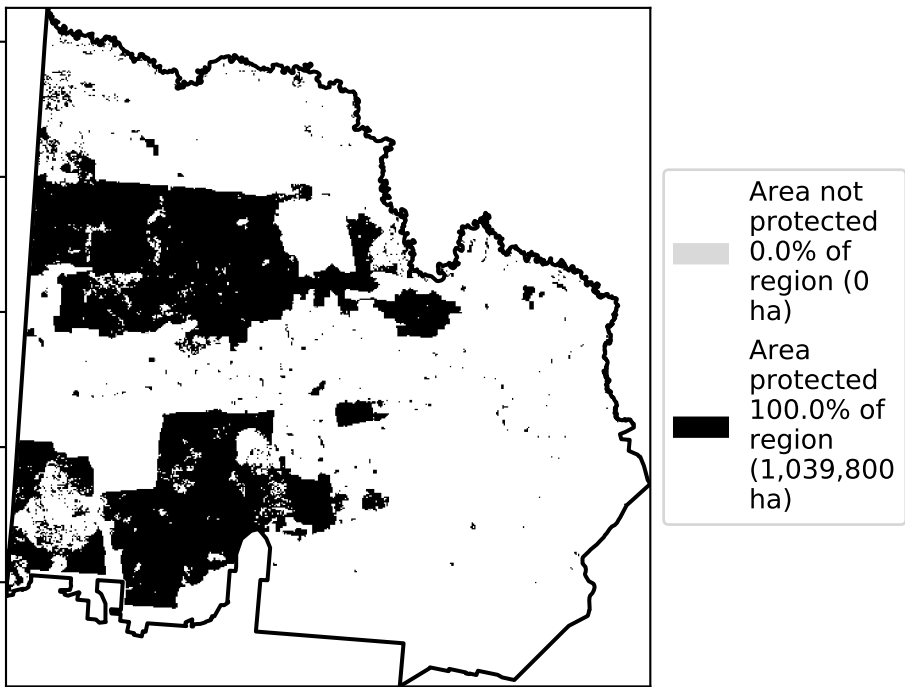 Area not
protected
0.0% of
region (0
ha)
Area
protected
100.0% of
region
(1,039,800
ha)